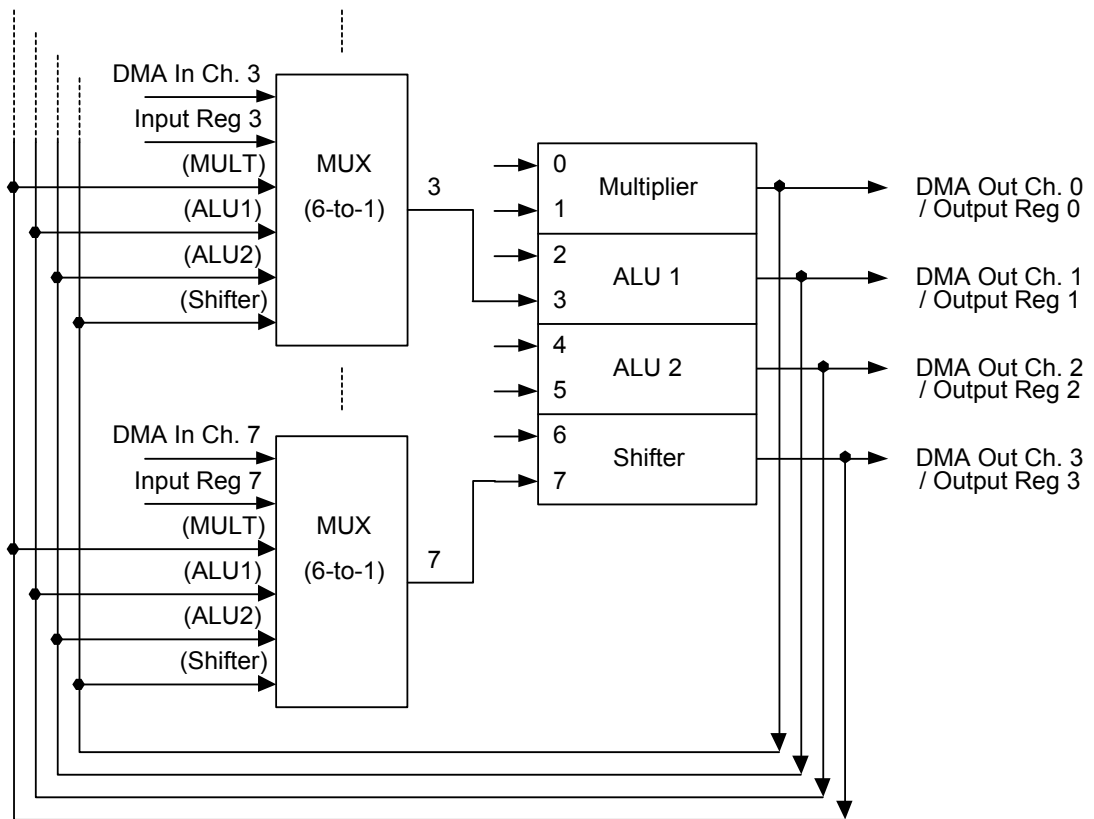 DMA In Ch. 3
Input Reg 3
(MULT)
(ALU1)
(ALU2)
(Shifter)
MUX
(6-to-1)
3
DMA In Ch. 7
Input Reg 7
(MULT)
(ALU1)
(ALU2)
(Shifter)
MUX
(6-to-1)
7
0
1
Multiplier
2
3
ALU 1
4
5
ALU 2
6
7
Shifter
DMA Out Ch. 0
/ Output Reg 0
DMA Out Ch. 1
/ Output Reg 1
DMA Out Ch. 2
/ Output Reg 2
DMA Out Ch. 3
/ Output Reg 3